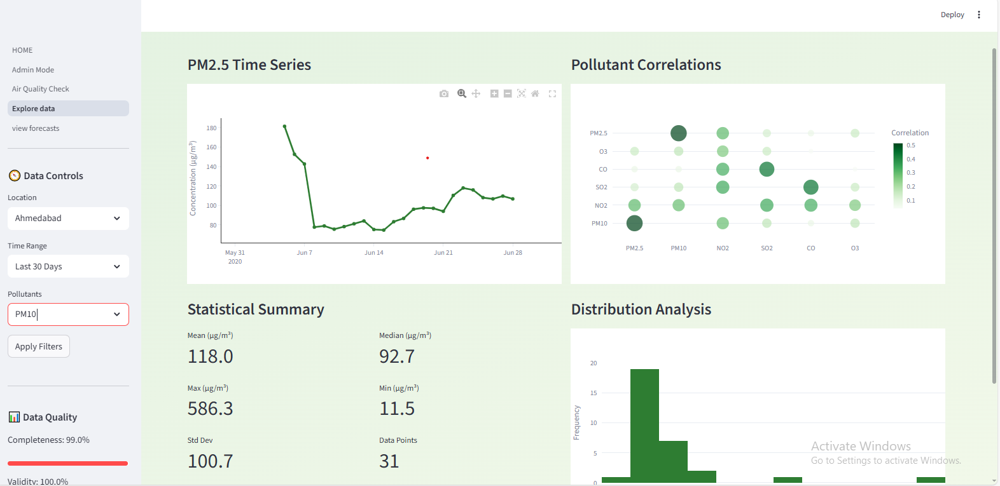 Deploy
HOME
Admin Mode
Air Quality Check
Explore data
view forecasts
Data Controls
Location
Ahmedabad
Time Range
Last 30 Days
Pollutants
PM10
Apply Filters
Data Quality
Completeness: 99.0%
Validity: 100.0%
PM2.5 Time Series
Concentration (μg/m³)
180
160
140
120
100
80
May 31
2020
Jun 7
Jun 14
Jun 21
Jun 28
Pollutant Correlations
PM2.5
O3
CO
SO2
NO2
PM10
PM2.5
PM10
NO2
SO2
CO
O3
Correlation
0.5
0.4
0.3
0.2
0.1
Statistical Summary
Mean (μg/m³)
118.0
Median (μg/m³)
92.7
Max (μg/m³)
586.3
Min (μg/m³)
11.5
Std Dev
100.7
Data Points
31
Distribution Analysis
Frequency
20
15
10
5
0
Activate Windows
Go to Settings to activate Windows.